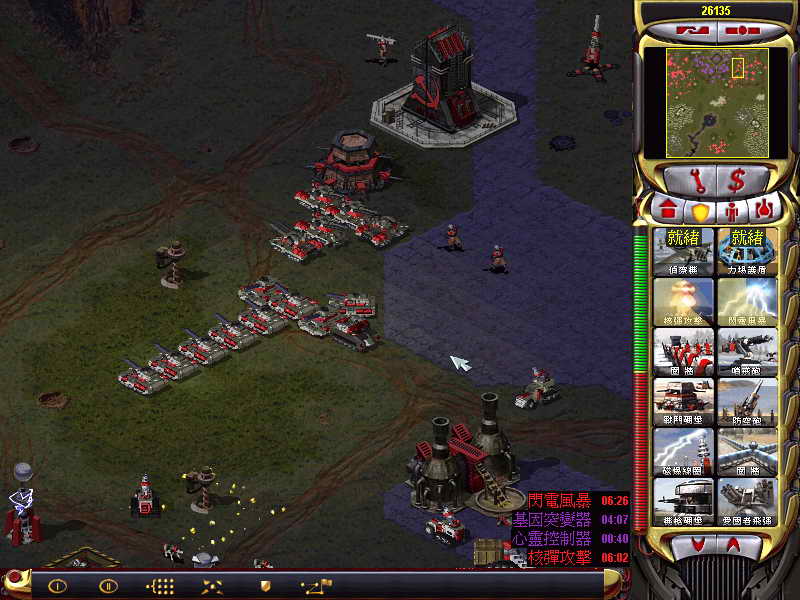 26135
就緒 就緒
偵察機 力場護盾
核彈攻擊 閃電風暴
圍牆 哨戒砲
戰鬥碉堡 防空砲
磁爆線圈 圍牆
機槍碉堡 愛國者飛彈
閃電風暴 06:26
基因突變器 04:07
心靈控制器 00:40
核彈攻擊 06:02
I II